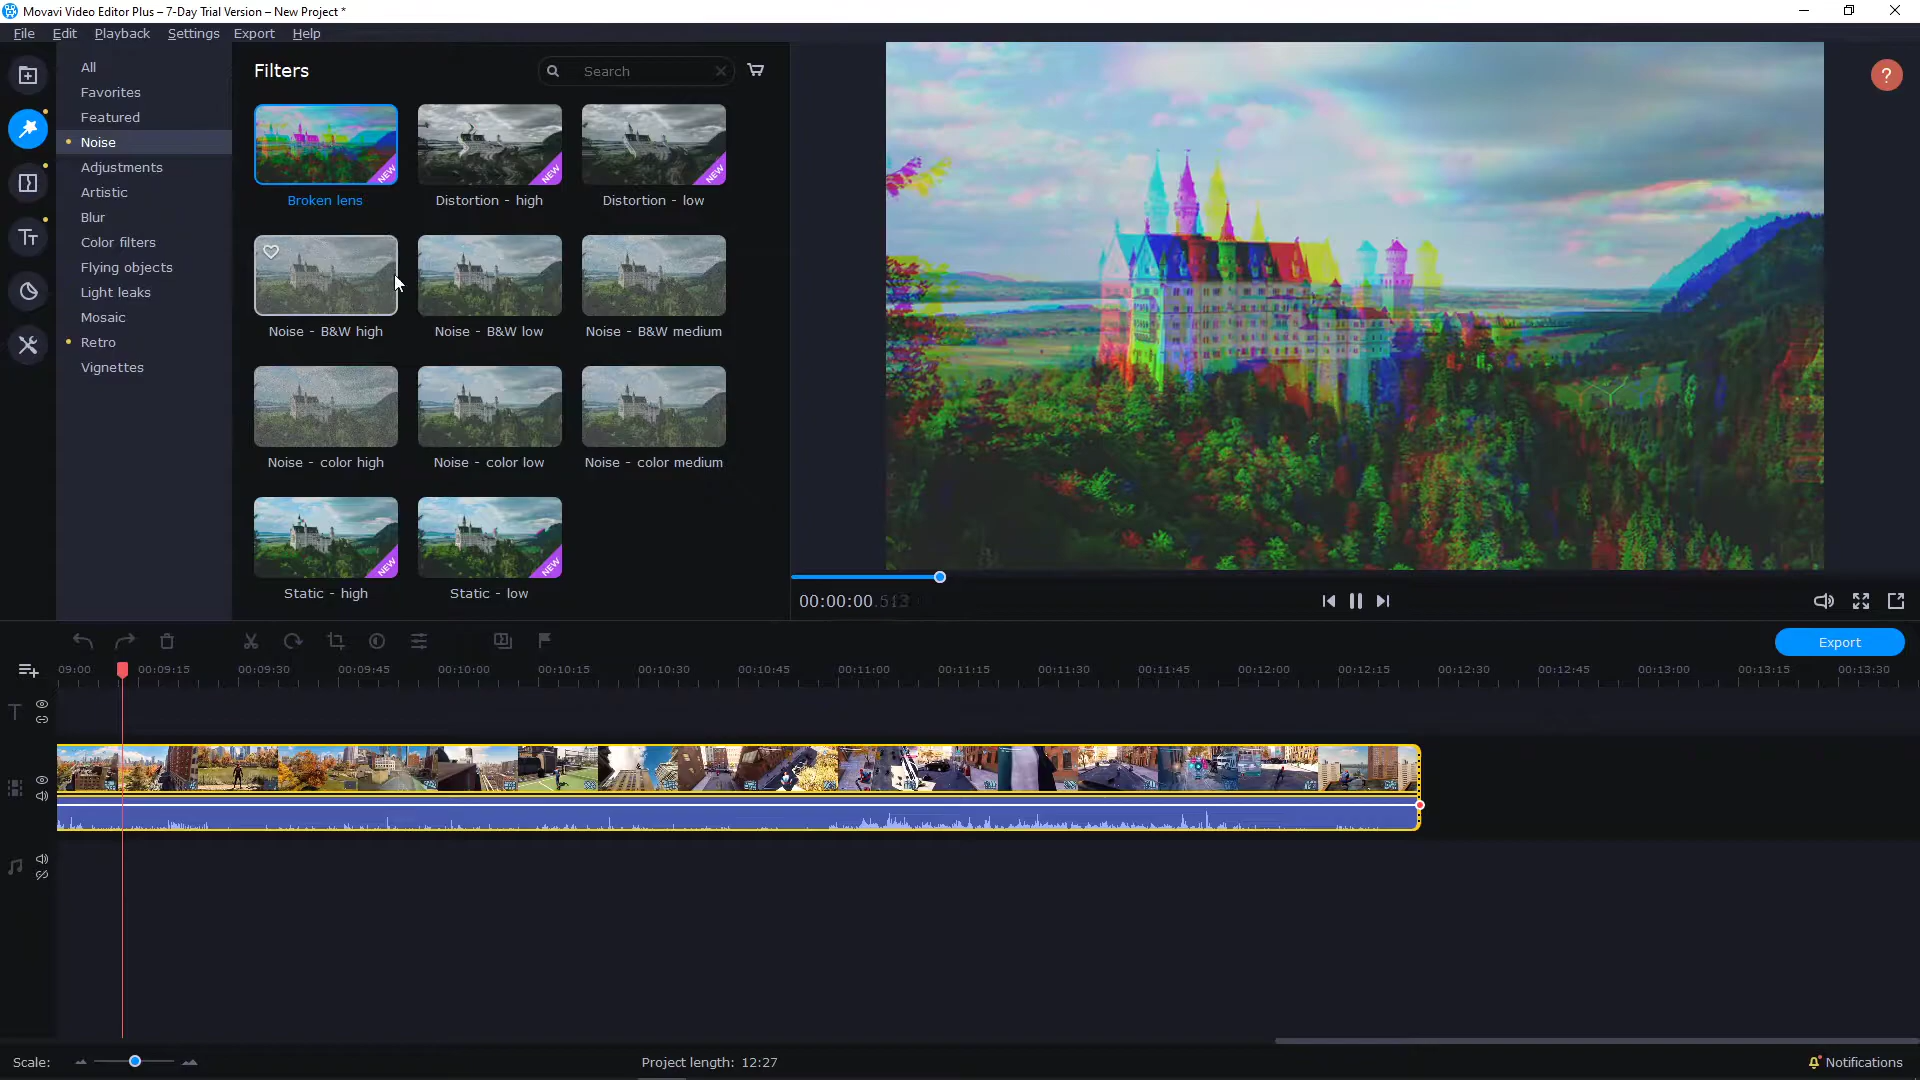 Movavi Video Editor Plus – 7-Day Trial Version – New Project *
File Edit Playback Settings Export Help
All
Favorites
Featured
Noise
Adjustments
Artistic
Blur
Color filters
Flying objects
Light leaks
Mosaic
Retro
Vignettes
Filters
Search
NEW
NEW
NEW
Broken lens
Distortion - high
Distortion - low
Noise - B&W high
Noise - B&W low
Noise - B&W medium
Noise - color high
Noise - color low
Noise - color medium
NEW
NEW
Static - high
Static - low
?
00:00:00.513
Export
09:00 00:09:15 00:09:30 00:09:45 00:10:00 00:10:15 00:10:30 00:10:45 00:11:00 00:11:15 00:11:30 00:11:45 00:12:00 00:12:15 00:12:30 00:12:45 00:13:00 00:13:15 00:13:30
Scale:
Project length: 12:27
Notifications